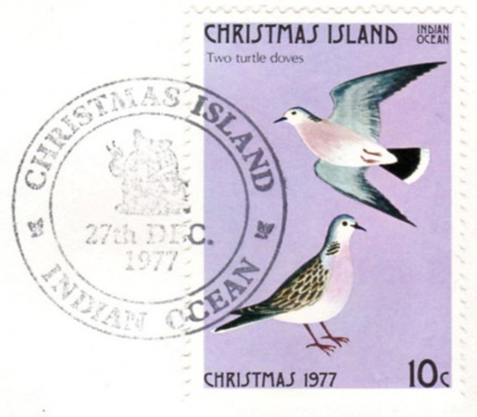 CHRISTMAS ISLAND
INDIAN
OCEAN
Two turtle doves
CHRISTMAS ISLAND
27th DEC.
1977
INDIAN OCEAN
CHRISTMAS 1977
10c